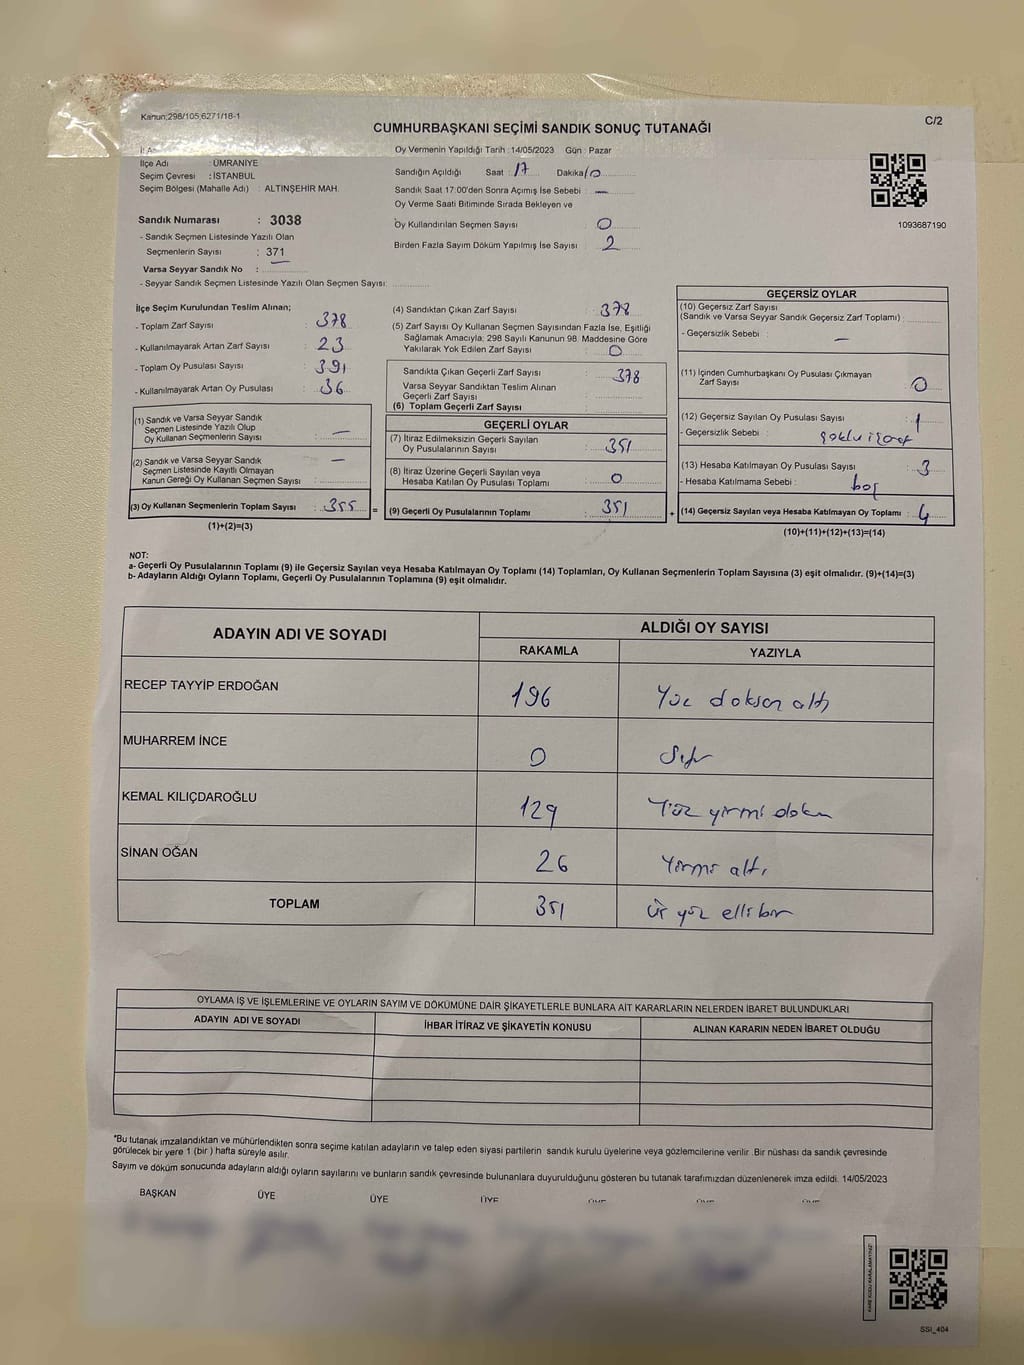 Kanun;298/105,6271/18-1
C/2
CUMHURBAŞKANI SEÇİMİ SANDIK SONUÇ TUTANAĞI
İlçe Adı : ÜMRANİYE
Seçim Çevresi : İSTANBUL
Seçim Bölgesi (Mahalle Adı) : ALTINŞEHİR MAH.
Sandık Numarası : 3038
- Sandık Seçmen Listesinde Yazılı Olan
Seçmenlerin Sayısı : 371
Varsa Seyyar Sandık No :
- Seyyar Sandık Seçmen Listesinde Yazılı Olan Seçmen Sayısı:
Oy Vermenin Yapıldığı Tarih : 14/05/2023 Gün : Pazar
Sandığın Açıldığı Saat : 17 Dakika 10
Sandık Saat 17:00'den Sonra Açımış İse Sebebi : —
Oy Verme Saati Bitiminde Sırada Bekleyen ve
Oy Kullandırılan Seçmen Sayısı 0
Birden Fazla Sayım Döküm Yapılmış İse Sayısı : 2
1093687190
İlçe Seçim Kurulundan Teslim Alınan;
- Toplam Zarf Sayısı : 378
- Kullanılmayarak Artan Zarf Sayısı : 23
- Toplam Oy Pusulası Sayısı : 391
- Kullanılmayarak Artan Oy Pusulası : 36
(1) Sandık ve Varsa Seyyar Sandık
Seçmen Listesinde Yazılı Olup
Oy Kullanan Seçmenlerin Sayısı : —
(2) Sandık ve Varsa Seyyar Sandık
Seçmen Listesinde Kayıtlı Olmayan
Kanun Gereği Oy Kullanan Seçmen Sayısı : —
(3) Oy Kullanan Seçmenlerin Toplam Sayısı : 355 =
(1)+(2)=(3)
(4) Sandıktan Çıkan Zarf Sayısı : 378
(5) Zarf Sayısı Oy Kullanan Seçmen Sayısından Fazla İse, Eşitliği
Sağlamak Amacıyla; 298 Sayılı Kanunun 98. Maddesine Göre
Yakılarak Yok Edilen Zarf Sayısı : 0
Sandıkta Çıkan Geçerli Zarf Sayısı : 378
Varsa Seyyar Sandıktan Teslim Alınan
Geçerli Zarf Sayısı :
(6) Toplam Geçerli Zarf Sayısı :
GEÇERLİ OYLAR
(7) İtiraz Edilmeksizin Geçerli Sayılan
Oy Pusulalarının Sayısı : 351
(8) İtiraz Üzerine Geçerli Sayılan veya
Hesaba Katılan Oy Pusulası Toplamı : 0
(9) Geçerli Oy Pusulalarının Toplamı : 351 +
GEÇERSİZ OYLAR
(10) Geçersiz Zarf Sayısı
(Sandık ve Varsa Seyyar Sandık Geçersiz Zarf Toplamı) :
- Geçersizlik Sebebi : —
(11) İçinden Cumhurbaşkanı Oy Pusulası Çıkmayan
Zarf Sayısı : 0
(12) Geçersiz Sayılan Oy Pusulası Sayısı : 1
- Geçersizlik Sebebi :
(13) Hesaba Katılmayan Oy Pusulası Sayısı : 3
- Hesaba Katılmama Sebebi : boş
(14) Geçersiz Sayılan veya Hesaba Katılmayan Oy Toplamı : 4
(10)+(11)+(12)+(13)=(14)
NOT:
a- Geçerli Oy Pusulalarının Toplamı (9) ile Geçersiz Sayılan veya Hesaba Katılmayan Oy Toplamı (14) Toplamları, Oy Kullanan Seçmenlerin Toplam Sayısına (3) eşit olmalıdır. (9)+(14)=(3)
b- Adayların Aldığı Oyların Toplamı, Geçerli Oy Pusulalarının Toplamına (9) eşit olmalıdır.
ADAYIN ADI VE SOYADI ALDIĞI OY SAYISI
RAKAMLA YAZIYLA
RECEP TAYYİP ERDOĞAN 196 Yüz doksan altı
MUHARREM İNCE 0 Sıfır
KEMAL KILIÇDAROĞLU 129 Yüz yirmi dokuz
SİNAN OĞAN 26 Yirmi altı
TOPLAM 351 Üç yüz elli bir
OYLAMA İŞ VE İŞLEMLERİNE VE OYLARIN SAYIM VE DÖKÜMÜNE DAİR ŞİKAYETLERLE BUNLARA AİT KARARLARIN NELERDEN İBARET BULUNDUKLARI
ADAYIN ADI VE SOYADI İHBAR İTİRAZ VE ŞİKAYETİN KONUSU ALINAN KARARIN NEDEN İBARET OLDUĞU
*Bu tutanak imzalandıktan ve mühürlendikten sonra seçime katılan adayların ve talep eden siyasi partilerin sandık kurulu üyelerine veya gözlemcilerine verilir. Bir nüshası da sandık çevresinde
görülecek bir yere 1 (bir) hafta süreyle asılır.
Sayım ve döküm sonucunda adayların aldığı oyların sayılarını ve bunların sandık çevresinde bulunanlara duyurulduğunu gösteren bu tutanak tarafımızdan düzenlenerek imza edildi. 14/05/2023
BAŞKAN ÜYE ÜYE ÜYE
KARE KODU KARALAMAYINIZ!
SSI_404